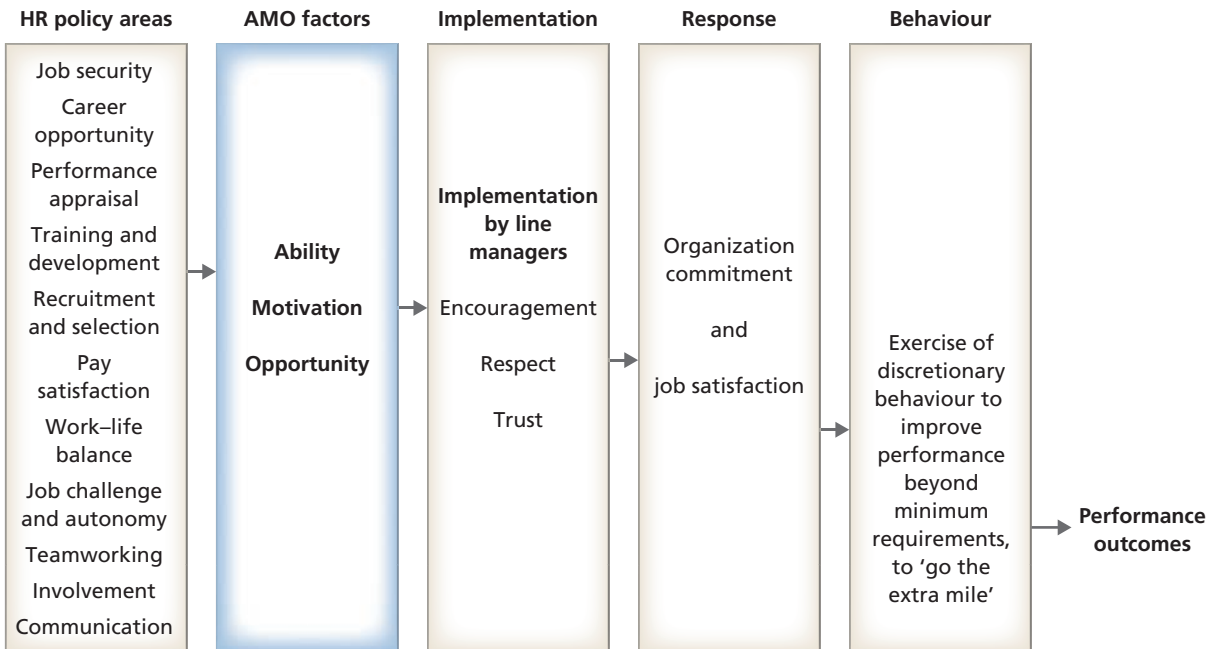 HR policy areas
Job security
Career
opportunity
Performance
appraisal
Training and
development
Recruitment
and selection
Pay
satisfaction
Work–life
balance
Job challenge
and autonomy
Teamworking
Involvement
Communication
AMO factors
Ability
Motivation
Opportunity
Implementation
Implementation
by line
managers
Encouragement
Respect
Trust
Response
Organization
commitment
and
job satisfaction
Behaviour
Exercise of
discretionary
behaviour to
improve
performance
beyond
minimum
requirements,
to ‘go the
extra mile’
Performance
outcomes